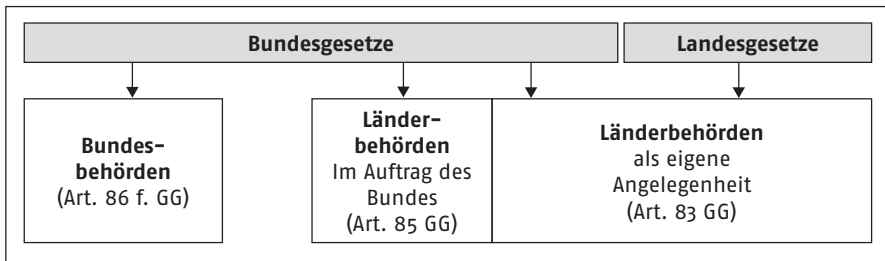 Bundesgesetze
Landesgesetze
Bundes-
behörden
(Art. 86 f. GG)
Länder-
behörden
Im Auftrag des
Bundes
(Art. 85 GG)
Länderbehörden
als eigene
Angelegenheit
(Art. 83 GG)